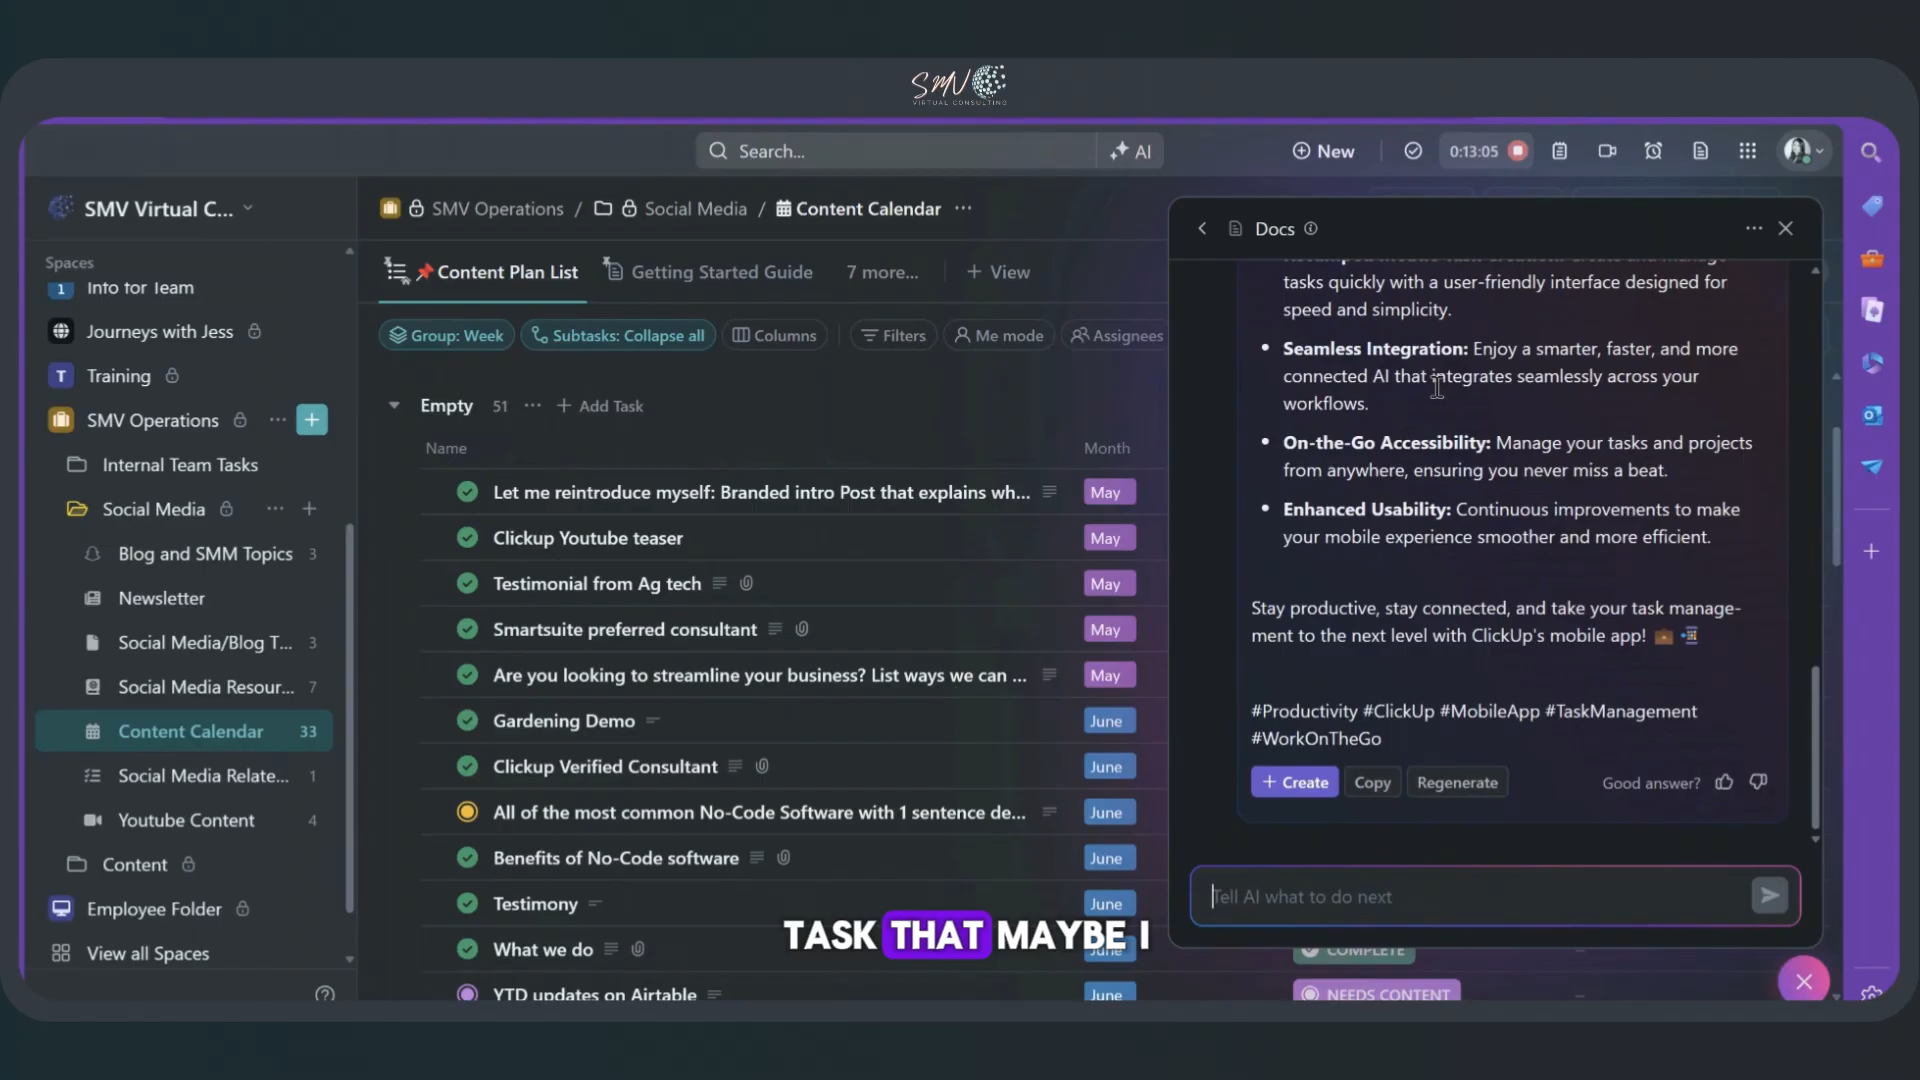 SMV
VIRTUAL CONSULTING
Search...
AI
New
0:13:05
SMV Virtual C...
Spaces
Info for Team
Journeys with Jess
T Training
SMV Operations
Internal Team Tasks
Social Media
Blog and SMM Topics 3
Newsletter
Social Media/Blog T... 3
Social Media Resour... 7
Content Calendar 33
Social Media Relate... 1
Youtube Content 4
Content
Employee Folder
View all Spaces
SMV Operations / Social Media / Content Calendar
Content Plan List
Getting Started Guide
7 more...
+ View
Group: Week
Subtasks: Collapse all
Columns
Filters
Me mode
Assignees
Empty 51 ... + Add Task
Name Month
Let me reintroduce myself: Branded intro Post that explains wh... May
Clickup Youtube teaser May
Testimonial from Ag tech May
Smartsuite preferred consultant May
Are you looking to streamline your business? List ways we can ... May
Gardening Demo June
Clickup Verified Consultant June
All of the most common No-Code Software with 1 sentence de... June
Benefits of No-Code software June
Testimony June
What we do June
COMPLETE
YTD updates on Airtable June
NEEDS CONTENT
Docs
tasks quickly with a user-friendly interface designed for
speed and simplicity.
• Seamless Integration: Enjoy a smarter, faster, and more
connected AI that integrates seamlessly across your
workflows.
• On-the-Go Accessibility: Manage your tasks and projects
from anywhere, ensuring you never miss a beat.
• Enhanced Usability: Continuous improvements to make
your mobile experience smoother and more efficient.
Stay productive, stay connected, and take your task manage-
ment to the next level with ClickUp's mobile app! 💼 📲
#Productivity #ClickUp #MobileApp #TaskManagement
#WorkOnTheGo
+ Create
Copy
Regenerate
Good answer?
Tell AI what to do next
TASK THAT MAYBE I